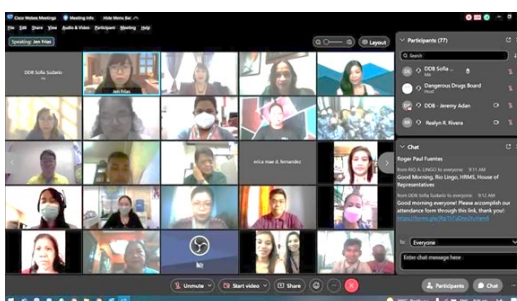 Cisco Webex Meetings
Meeting Info
Hide Menu Bar
File Edit Share View Audio & Video Participant Meeting Help
Speaking: Jen Frias
Layout
DDB Sofia Sudario
Me
Jen Frias
erica mae d. fernandez
Participants (77)
Search
DDB Sofia ...
Me
Dangerous Drugs Board
Host
DDB - Jeremy Adan
Realyn R. Rivera
Chat
Roger Paul Fuentes
from RIO A. LINGO to everyone: 9:11 AM
Good Morning, Rio Lingo, HRMS, House of
Representatives
from DDB Sofia Sudario to everyone: 9:12 AM
Good morning everyone! Please accomplish our
attendance form through this link, thank you!
To: Everyone
Enter chat message here
Unmute
Start video
Share
Participants
Chat